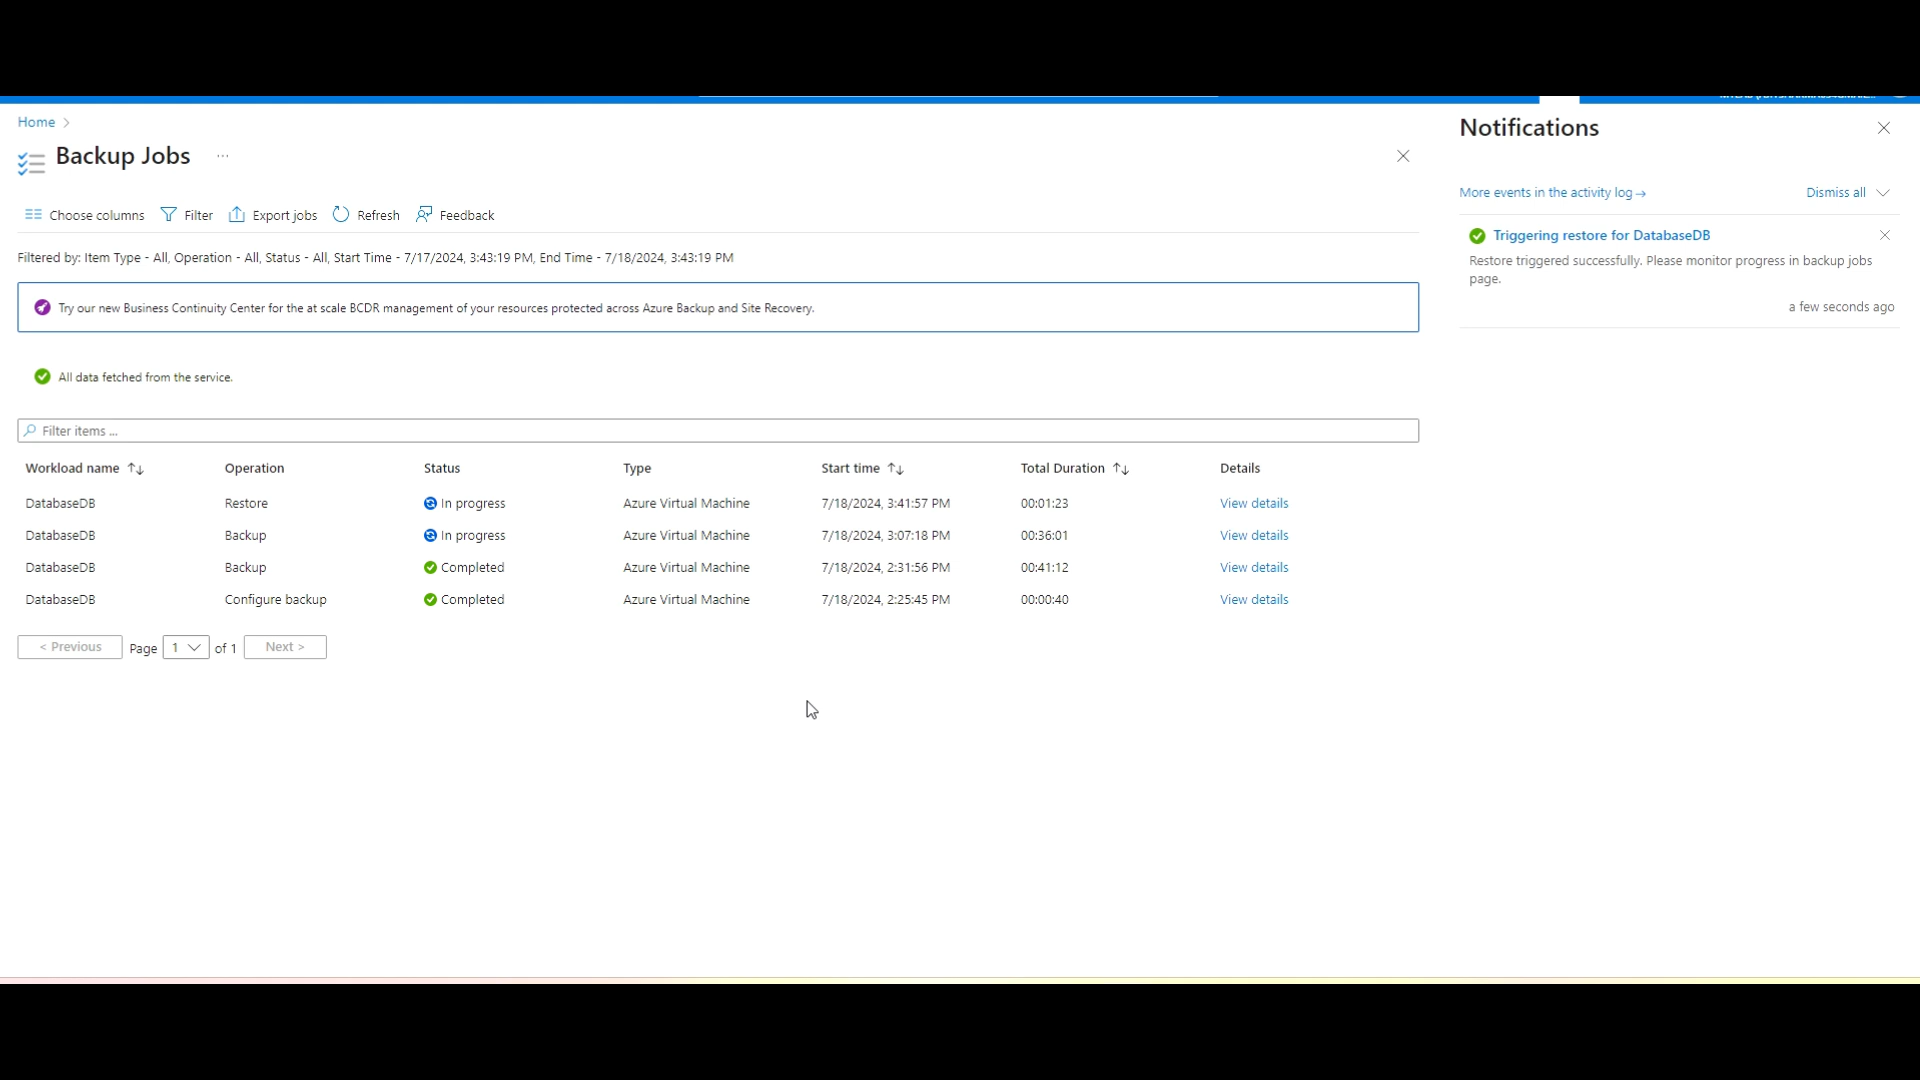 Home
Backup Jobs ...
Choose columns Filter Export jobs Refresh Feedback
Filtered by: Item Type - All, Operation - All, Status - All, Start Time - 7/17/2024, 3:43:19 PM, End Time - 7/18/2024, 3:43:19 PM
Try our new Business Continuity Center for the at scale BCDR management of your resources protected across Azure Backup and Site Recovery.
All data fetched from the service.
Filter items ...
Workload name Operation Status Type Start time Total Duration Details
DatabaseDB Restore In progress Azure Virtual Machine 7/18/2024, 3:41:57 PM 00:01:23 View details
DatabaseDB Backup In progress Azure Virtual Machine 7/18/2024, 3:07:18 PM 00:36:01 View details
DatabaseDB Backup Completed Azure Virtual Machine 7/18/2024, 2:31:56 PM 00:41:12 View details
DatabaseDB Configure backup Completed Azure Virtual Machine 7/18/2024, 2:25:45 PM 00:00:40 View details
< Previous Page 1 of 1 Next >
Notifications
More events in the activity log → Dismiss all
Triggering restore for DatabaseDB
Restore triggered successfully. Please monitor progress in backup jobs
page.
a few seconds ago